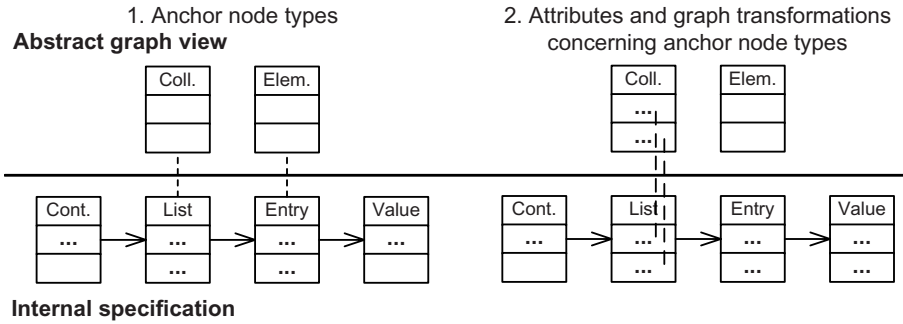 1. Anchor node types
Abstract graph view
Coll.
Elem.
Cont.
...
List
...
...
Entry
...
...
Value
...
Internal specification
2. Attributes and graph transformations
concerning anchor node types
Coll.
...
...
Elem.
Cont.
...
List
...
...
Entry
...
...
Value
...
...